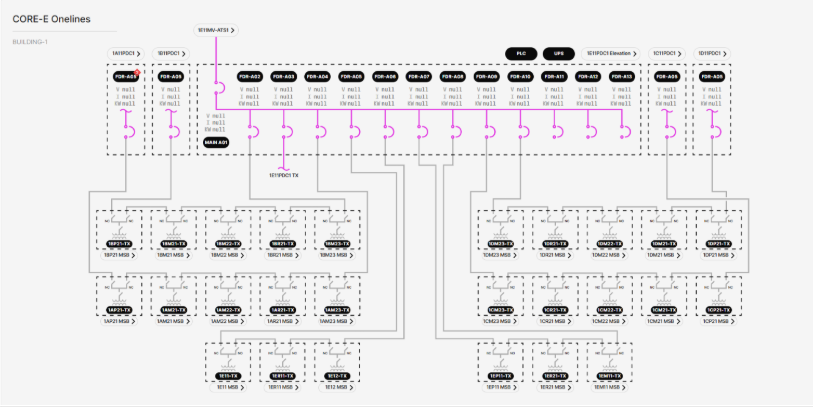 CORE-E Onelines
BUILDING-1
1E11MV-ATS1 >
PLC UPS
1A11PDC1 > 1B11PDC1 > 1E11PDC1 Elevation > 1C11PDC1 > 1D11PDC1 >
FDR-A02 FDR-A03 FDR-A04 FDR-A05 FDR-A06 FDR-A07 FDR-A08 FDR-A09 FDR-A10 FDR-A11 FDR-A12 FDR-A13
V null V null V null V null V null V null V null V null V null V null V null V null V null V null V null V null
I null I null I null I null I null I null I null I null I null I null I null I null I null I null I null I null
KW null KW null KW null KW null KW null KW null KW null KW null KW null KW null KW null KW null KW null KW null KW null KW null
V null
I null
KW null
MAIN A01
1E11PDC1 TX
NO NC NO NC NO NC NO NC
1BP21-TX 1BM21-TX 1BM22-TX 1BR21-TX 1BM23-TX 1DM23-TX 1DR21-TX 1DM22-TX 1DM21-TX 1DP21-TX
1BP21 MSB > 1BM21 MSB > 1BM22 MSB > 1BR21 MSB > 1BM23 MSB > 1DM23 MSB > 1DR21 MSB > 1DM22 MSB > 1DM21 MSB > 1DP21 MSB >
1AP21-TX 1AM21-TX 1AM22-TX 1AR21-TX 1AM23-TX 1CM23-TX 1CR21-TX 1CM22-TX 1CM21-TX 1CP21-TX
1AP21 MSB > 1AM21 MSB > 1AM22 MSB > 1AR21 MSB > 1AM23 MSB > 1CM23 MSB > 1CR21 MSB > 1CM22 MSB > 1CM21 MSB > 1CP21 MSB >
1E11-TX 1ER11-TX 1E12-TX 1EP11-TX 1ER21-TX 1EM11-TX
1E11 MSB > 1ER11 MSB > 1E12 MSB > 1EP11 MSB > 1ER21 MSB > 1EM11 MSB >